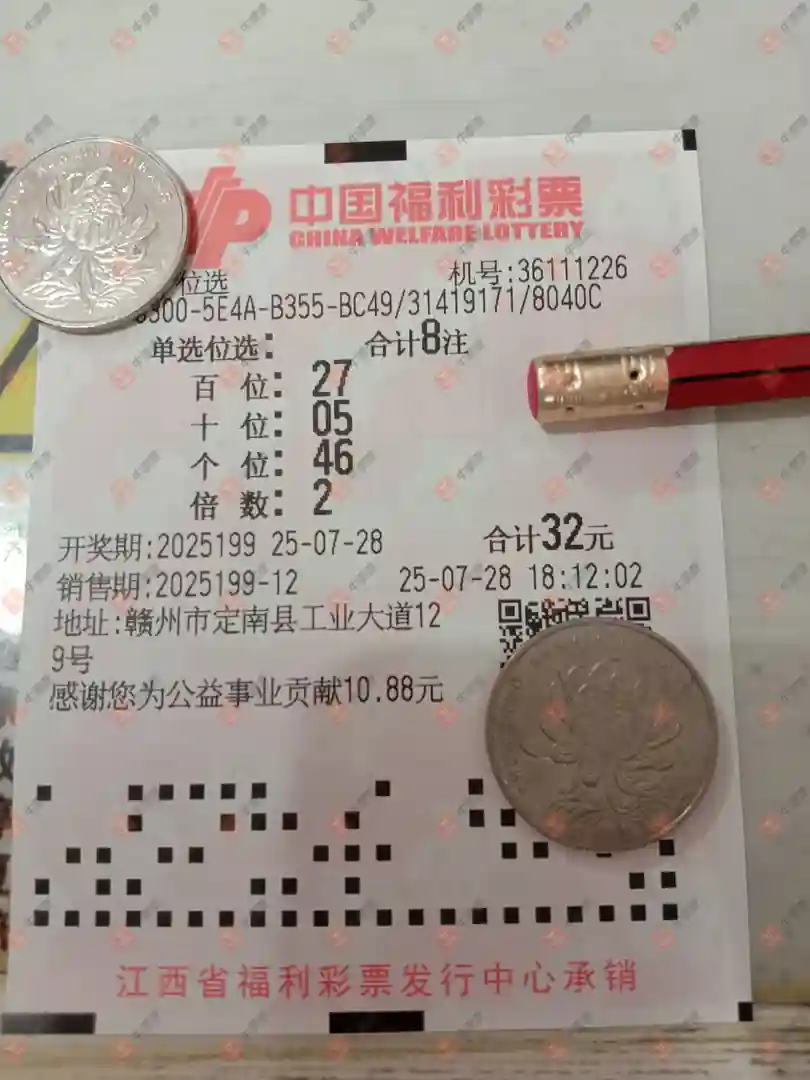 中国福利彩票
CHINA WELFARE LOTTERY
位选 机号:36111226
300-5E4A-B355-BC49/31419171/8040C
单选位选: 合计8注
百 位: 27
十 位: 05
个 位: 46
倍 数: 2
开奖期:2025199 25-07-28 合计32元
销售期:2025199-12 25-07-28 18:12:02
地址:赣州市定南县工业大道12
9号
感谢您为公益事业贡献10.88元
江西省福利彩票发行中心承销